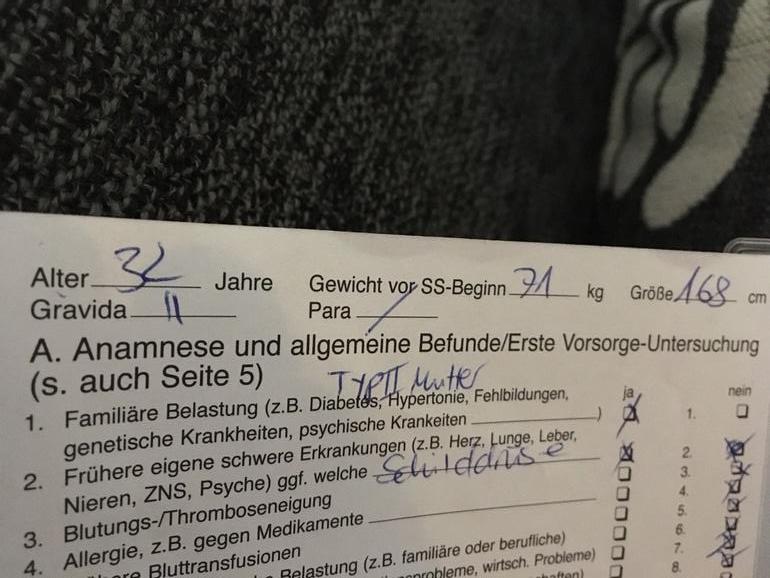 Alter 32 Jahre Gewicht vor SS-Beginn 71 kg Größe 168 cm
Gravida II Para /
A. Anamnese und allgemeine Befunde/Erste Vorsorge-Untersuchung
(s. auch Seite 5)
Typ II Mutter
ja nein
1. Familiäre Belastung (z.B. Diabetes, Hypertonie, Fehlbildungen,
genetische Krankheiten, psychische Krankeiten ) 1.
2. Frühere eigene schwere Erkrankungen (z.B. Herz, Lunge, Leber,
Nieren, ZNS, Psyche) ggf. welche Schilddrüse 2.
3. Blutungs-/Thromboseneigung 3.
4. Allergie, z.B. gegen Medikamente 4.
Bluttransfusionen 5.
Belastung (z.B. familiäre oder berufliche) 6.
probleme, wirtsch. Probleme) 7.
8.